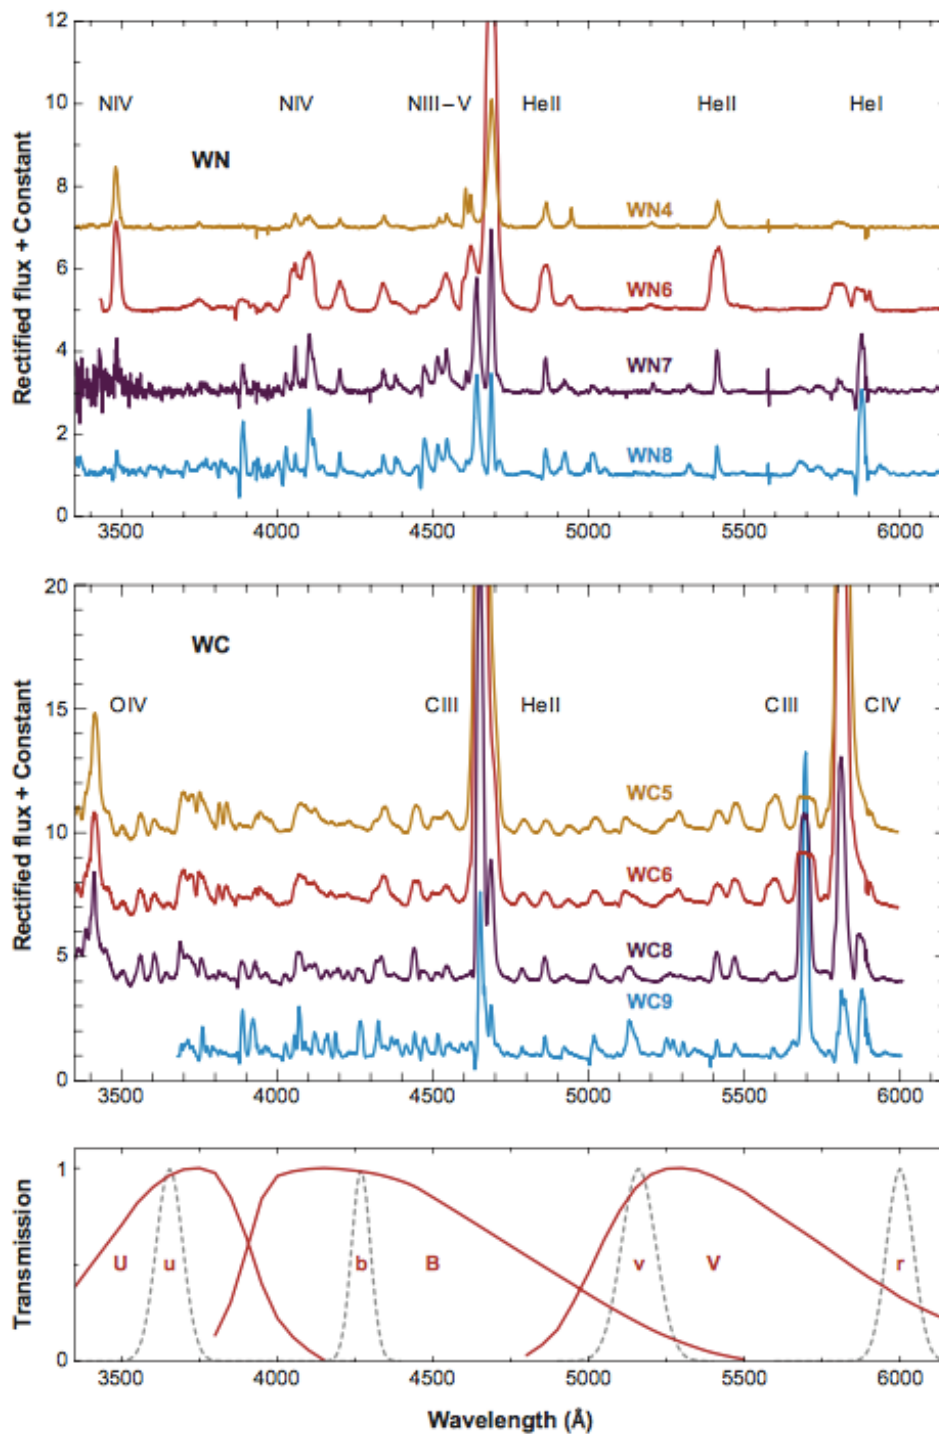 12
NIV NIV NIII – V HeII HeII HeI
10
WN
8
WN4
6
WN6
4
WN7
2
WN8
0
3500 4000 4500 5000 5500 6000
Rectified flux + Constant
20
WC
OIV CIII HeII CIII CIV
15
WC5
10
WC6
WC8
5
WC9
0
3500 4000 4500 5000 5500 6000
Rectified flux + Constant
1
U u b B v V r
0
1
3500 4000 4500 5000 5500 6000
Transmission
Wavelength (Å)